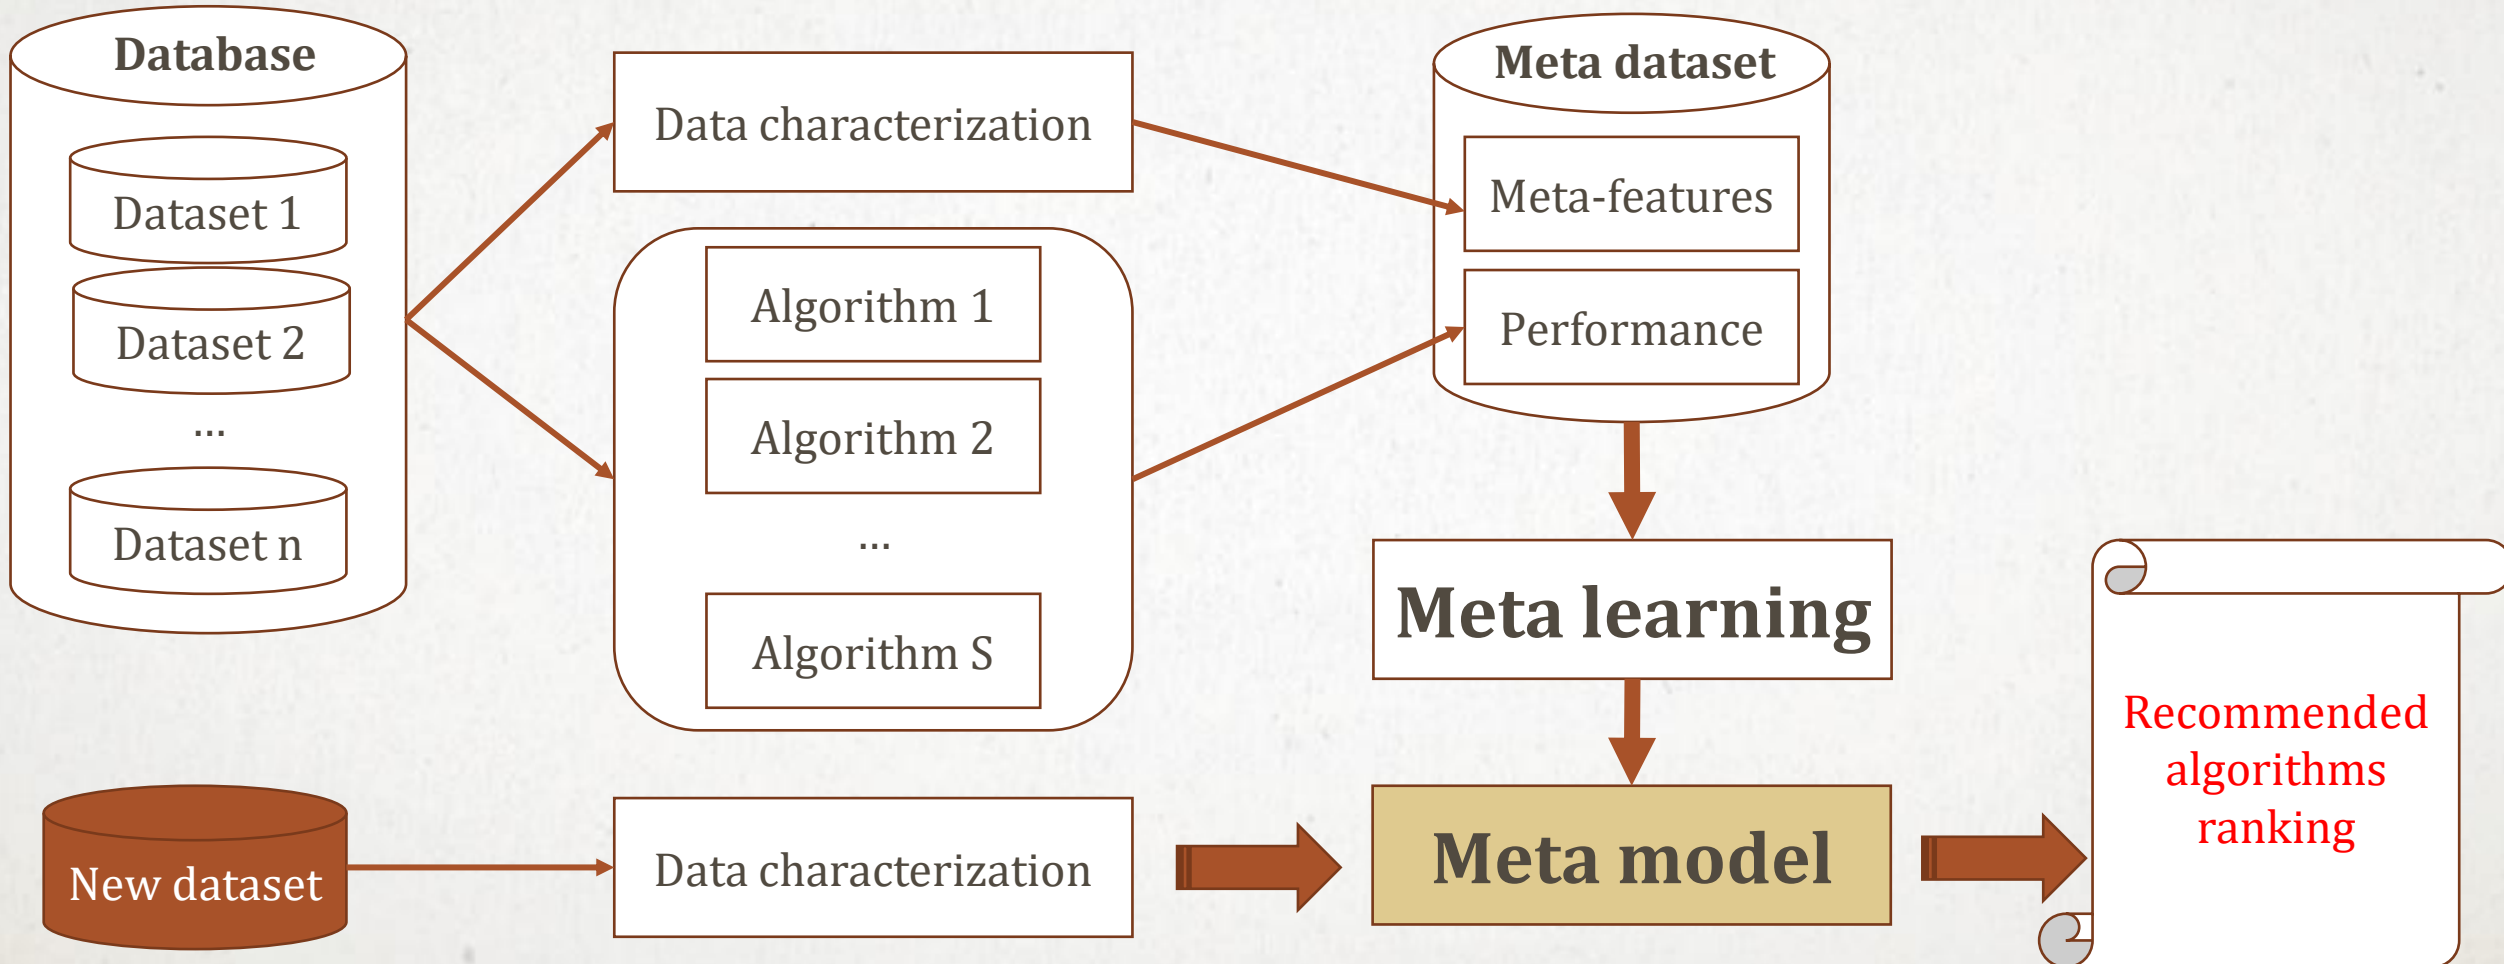 Database
Dataset 1
Dataset 2
...
Dataset n
Data characterization
Algorithm 1
Algorithm 2
...
Algorithm S
Meta dataset
Meta-features
Performance
Meta learning
New dataset
Data characterization
Meta model
Recommended
algorithms
ranking